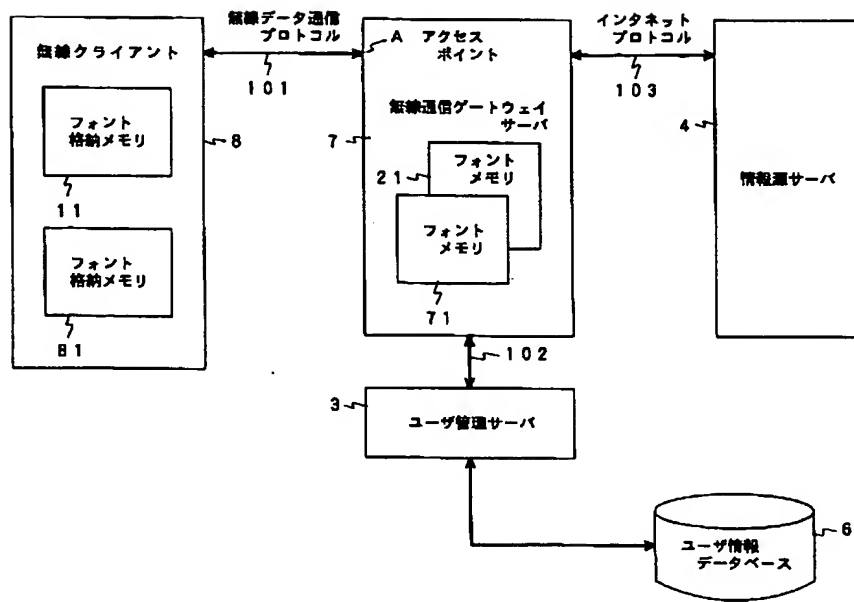 無線クライアント
フォント
格納メモリ
11
フォント
格納メモリ
81
8
無線データ通信
プロトコル
101
A アクセス
ポイント
無線通信ゲートウェイ
サーバ
7
21
フォント
メモリ
フォント
メモリ
71
インタネット
プロトコル
103
4
情報源サーバ
102
3
ユーザ管理サーバ
ユーザ情報
データベース
6